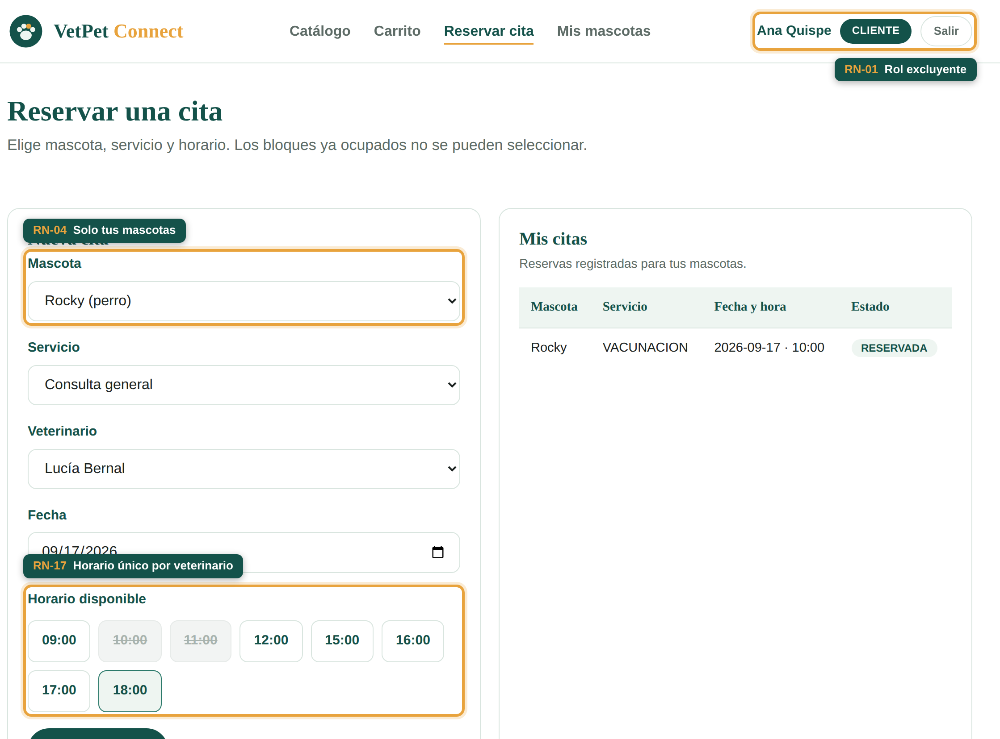 VetPet Connect
Catálogo
Carrito
Reservar cita
Mis mascotas
Ana Quispe
CLIENTE
Salir
RN-01 Rol excluyente
Reservar una cita
Elige mascota, servicio y horario. Los bloques ya ocupados no se pueden seleccionar.
RN-04 Solo tus mascotas
Mascota
Rocky (perro)
Servicio
Consulta general
Veterinario
Lucía Bernal
Fecha
09/17/2026
RN-17 Horario único por veterinario
Horario disponible
09:00
10:00
11:00
12:00
15:00
16:00
17:00
18:00
Mis citas
Reservas registradas para tus mascotas.
Mascota Servicio Fecha y hora Estado
Rocky VACUNACION 2026-09-17 · 10:00 RESERVADA